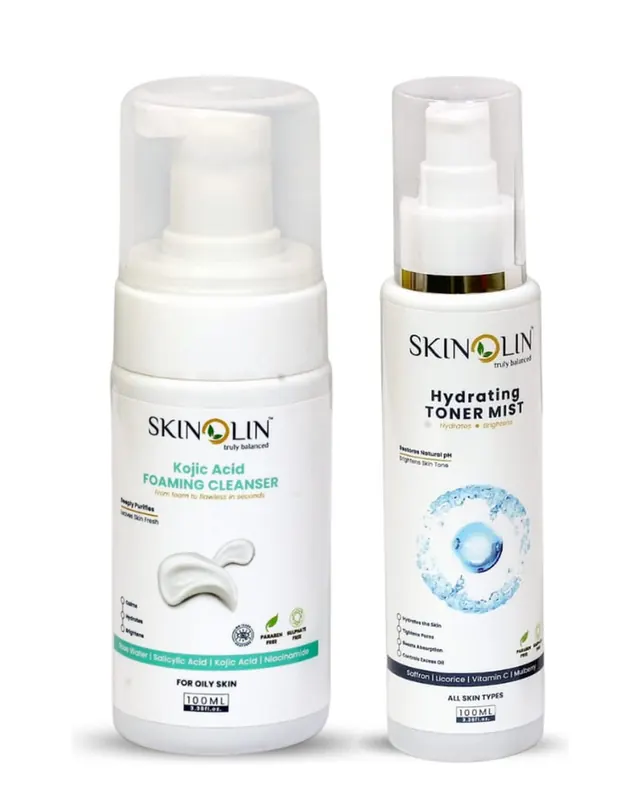 SKINOLIN™
truly balanced
Kojic Acid
FOAMING CLEANSER
From foam to flawless in seconds
Deeply Purifies
Leaves Skin Fresh
Calms
Hydrates
Brightens
PARABEN FREE
SULPHATE FREE
Rose Water | Salicylic Acid | Kojic Acid | Niacinamide
FOR OILY SKIN
100ML
SKINOLIN™
truly balanced
Hydrating
TONER MIST
Hydrates • Brightens
Restores Natural pH
Brightens Skin Tone
Hydrates the Skin
Tightens Pores
Boosts Absorption
Controls Excess Oil
PARABEN FREE
Saffron | Licorice | Vitamin C | Mulberry
ALL SKIN TYPES
100ML